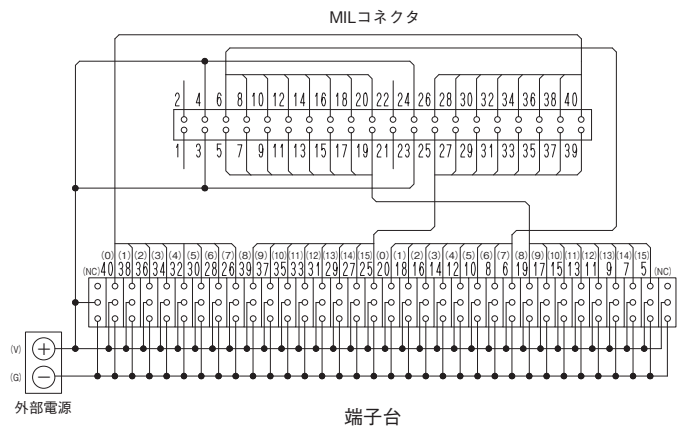 MILコネクタ
2 4 6 8 10 12 14 16 18 20 22 24 26 28 30 32 34 36 38 40
1 3 5 7 9 11 13 15 17 19 21 23 25 27 29 31 33 35 37 39
(0) (1) (2) (3) (4) (5) (6) (7) (8) (9) (10) (11) (12) (13) (14) (15) (0) (1) (2) (3) (4) (5) (6) (7) (8) (9) (10) (11) (12) (13) (14) (15)
(NC) 40 38 36 34 32 30 28 26 39 37 35 33 31 29 27 25 20 18 16 14 12 10 8 6 19 17 15 13 11 9 7 5 (NC)
(V)
(G)
外部電源
端子台